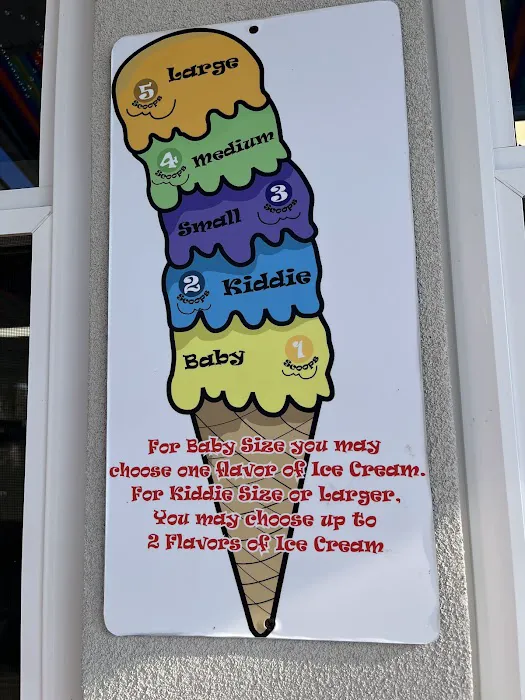 Large
5
Scoops
4
Scoops
Medium
3
Scoops
Small
2
Scoops
Kiddie
Baby
1
Scoops
For Baby Size you may
choose one flavor of Ice Cream.
For Kiddie Size or Larger,
You may choose up to
2 Flavors of Ice Cream